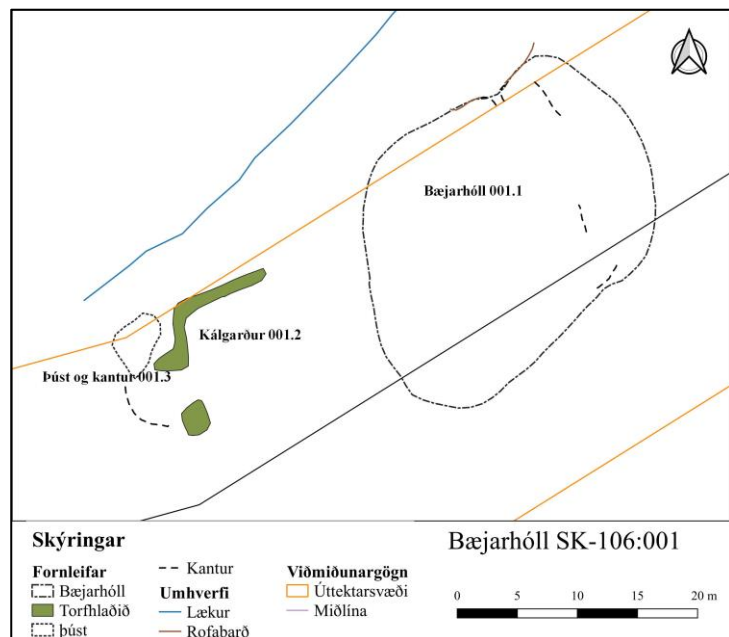 Bæjarhóll 001.1
Kálgarður 001.2
Þúst og kantur 001.3
Skýringar
Fornleifar
Bæjarhóll
Torfhlaðið
þúst
Kantur
Umhverfi
Lækur
Rofabarð
Viðmiðunargögn
Úttektarsvæði
Miðlína
Bæjarhóll SK-106:001
0 5 10 15 20 m